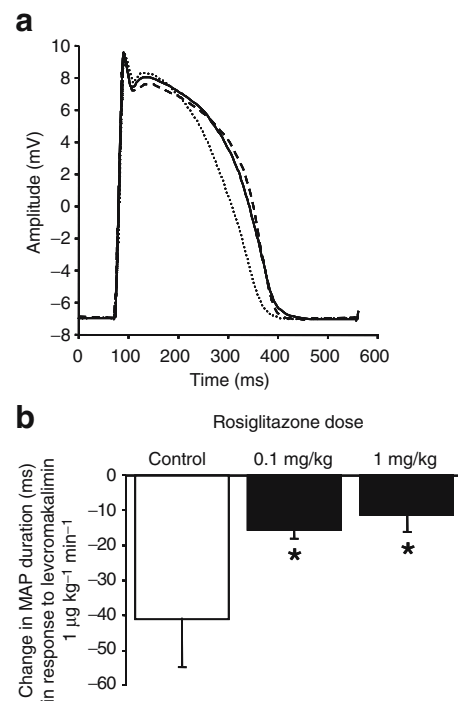 a
Amplitude (mV)
10
8
6
4
2
0
–2
–4
–6
–8
0 100 200 300 400 500 600
Time (ms)
b
Rosiglitazone dose
Control 0.1 mg/kg 1 mg/kg
Change in MAP duration (ms)
in response to levcromakalimin
1 µg kg–1 min–1
0
–10
–20
–30
–40
–50
–60
* *